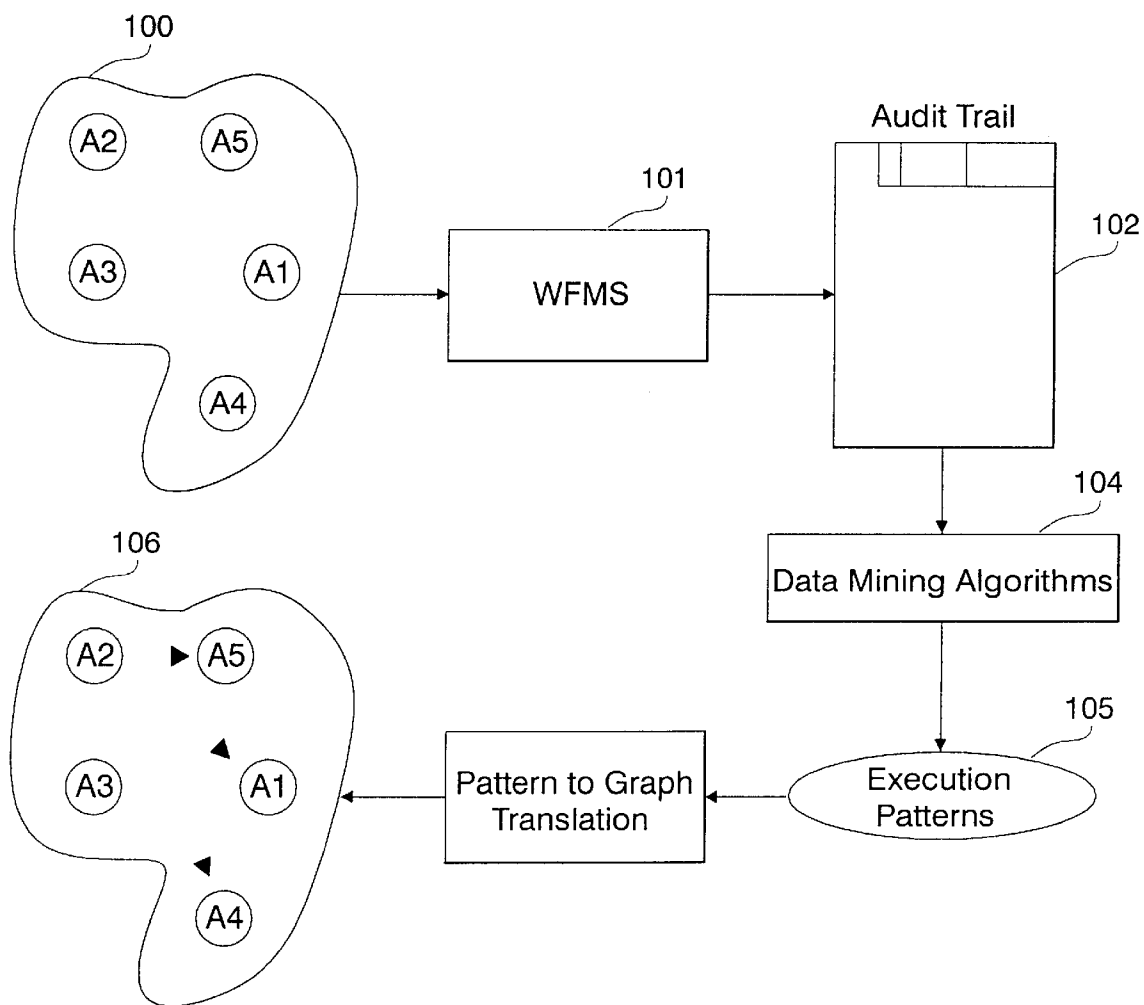 100
A2
A5
A3
A1
A4
101
WFMS
Audit Trail
102
104
Data Mining Algorithms
105
Execution
Patterns
Pattern to Graph
Translation
106
A2
A5
A3
A1
A4